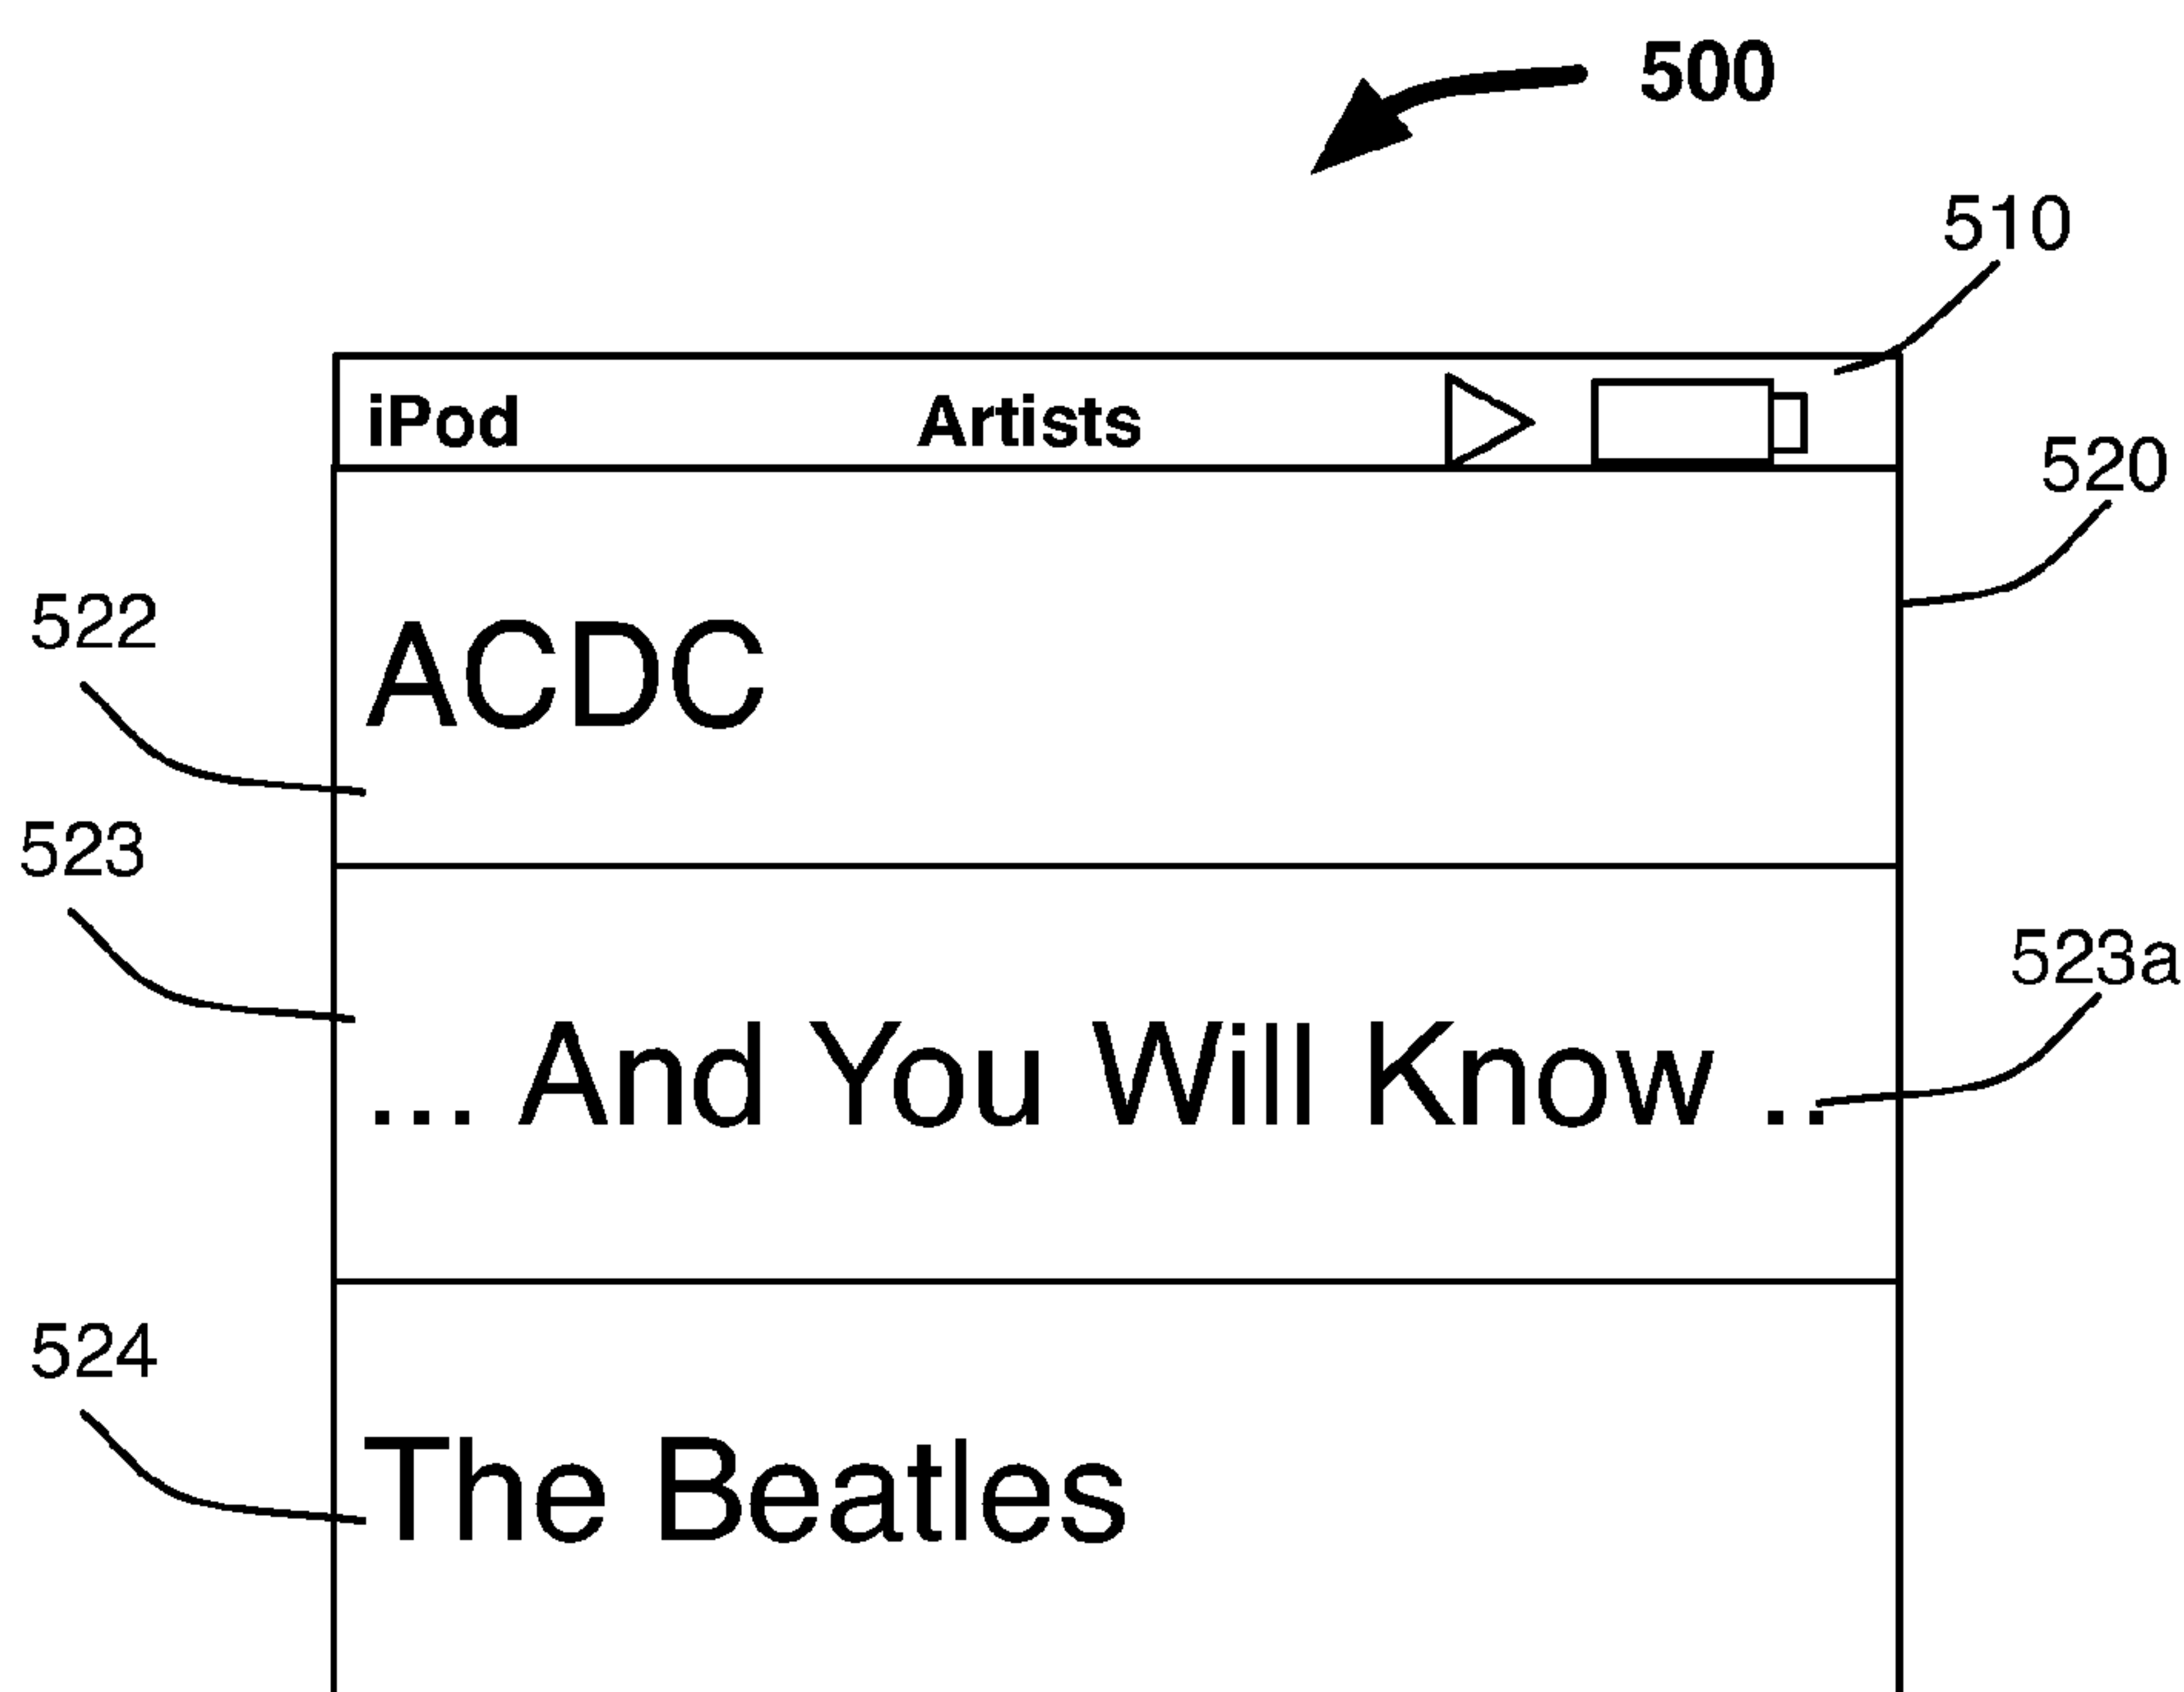 500
510
iPod Artists
520
522
ACDC
523
523a
... And You Will Know ..
524
The Beatles